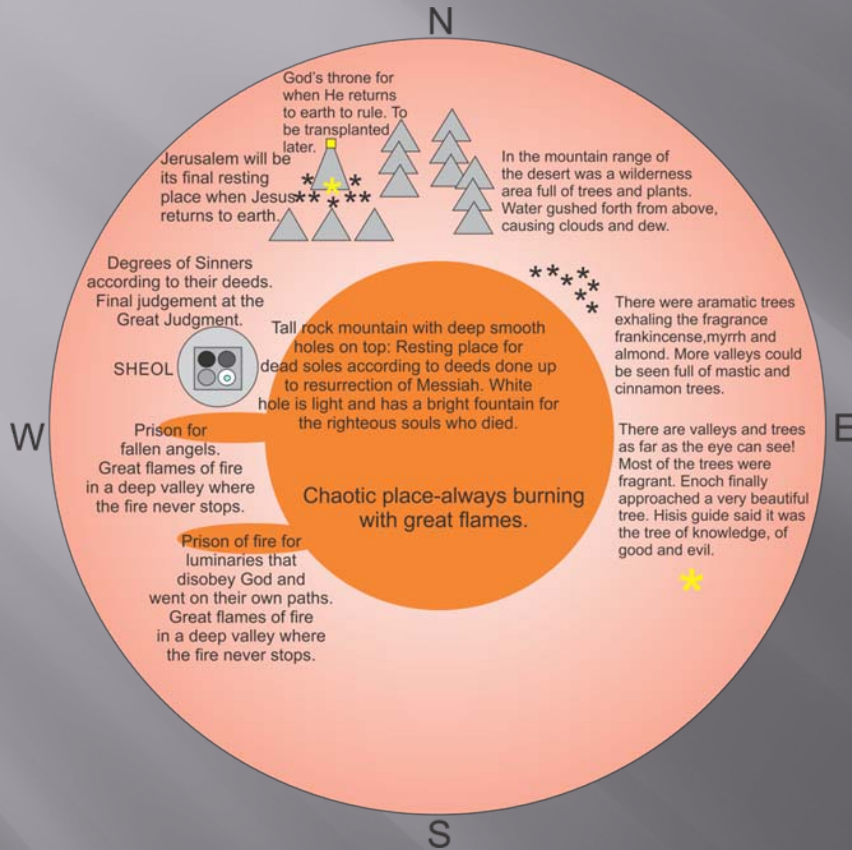 N
God's throne for
when He returns
to earth to rule. To
be transplanted
later.
Jerusalem will be
its final resting
place when Jesus
returns to earth.
In the mountain range of
the desert was a wilderness
area full of trees and plants.
Water gushed forth from above,
causing clouds and dew.
Degrees of Sinners
according to their deeds.
Final judgement at the
Great Judgment.
SHEOL
Tall rock mountain with deep smooth
holes on top: Resting place for
dead soles according to deeds done up
to resurrection of Messiah. White
hole is light and has a bright fountain for
the righteous souls who died.
There were aramatic trees
exhaling the fragrance
frankincense,myrrh and
almond. More valleys could
be seen full of mastic and
cinnamon trees.
W
E
Prison for
fallen angels.
Great flames of fire
in a deep valley where
the fire never stops.
There are valleys and trees
as far as the eye can see!
Most of the trees were
fragrant. Enoch finally
approached a very beautiful
tree. Hisis guide said it was
the tree of knowledge, of
good and evil.
Chaotic place-always burning
with great flames.
Prison of fire for
luminaries that
disobey God and
went on their own paths.
Great flames of fire
in a deep valley where
the fire never stops.
S